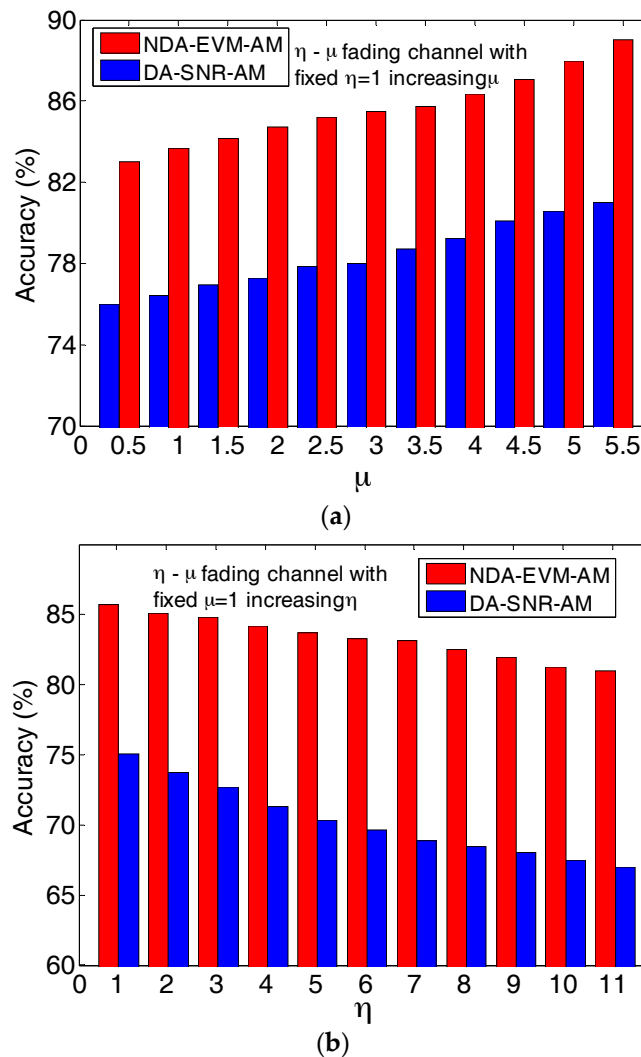 90
86
82
78
74
70
Accuracy (%)
NDA-EVM-AM
DA-SNR-AM
η - μ fading channel with
fixed η=1 increasingμ
0 0.5 1 1.5 2 2.5 3 3.5 4 4.5 5 5.5
μ
(a)
85
80
75
70
65
60
Accuracy (%)
η - μ fading channel with
fixed μ=1 increasingη
NDA-EVM-AM
DA-SNR-AM
0 1 2 3 4 5 6 7 8 9 10 11
η
(b)